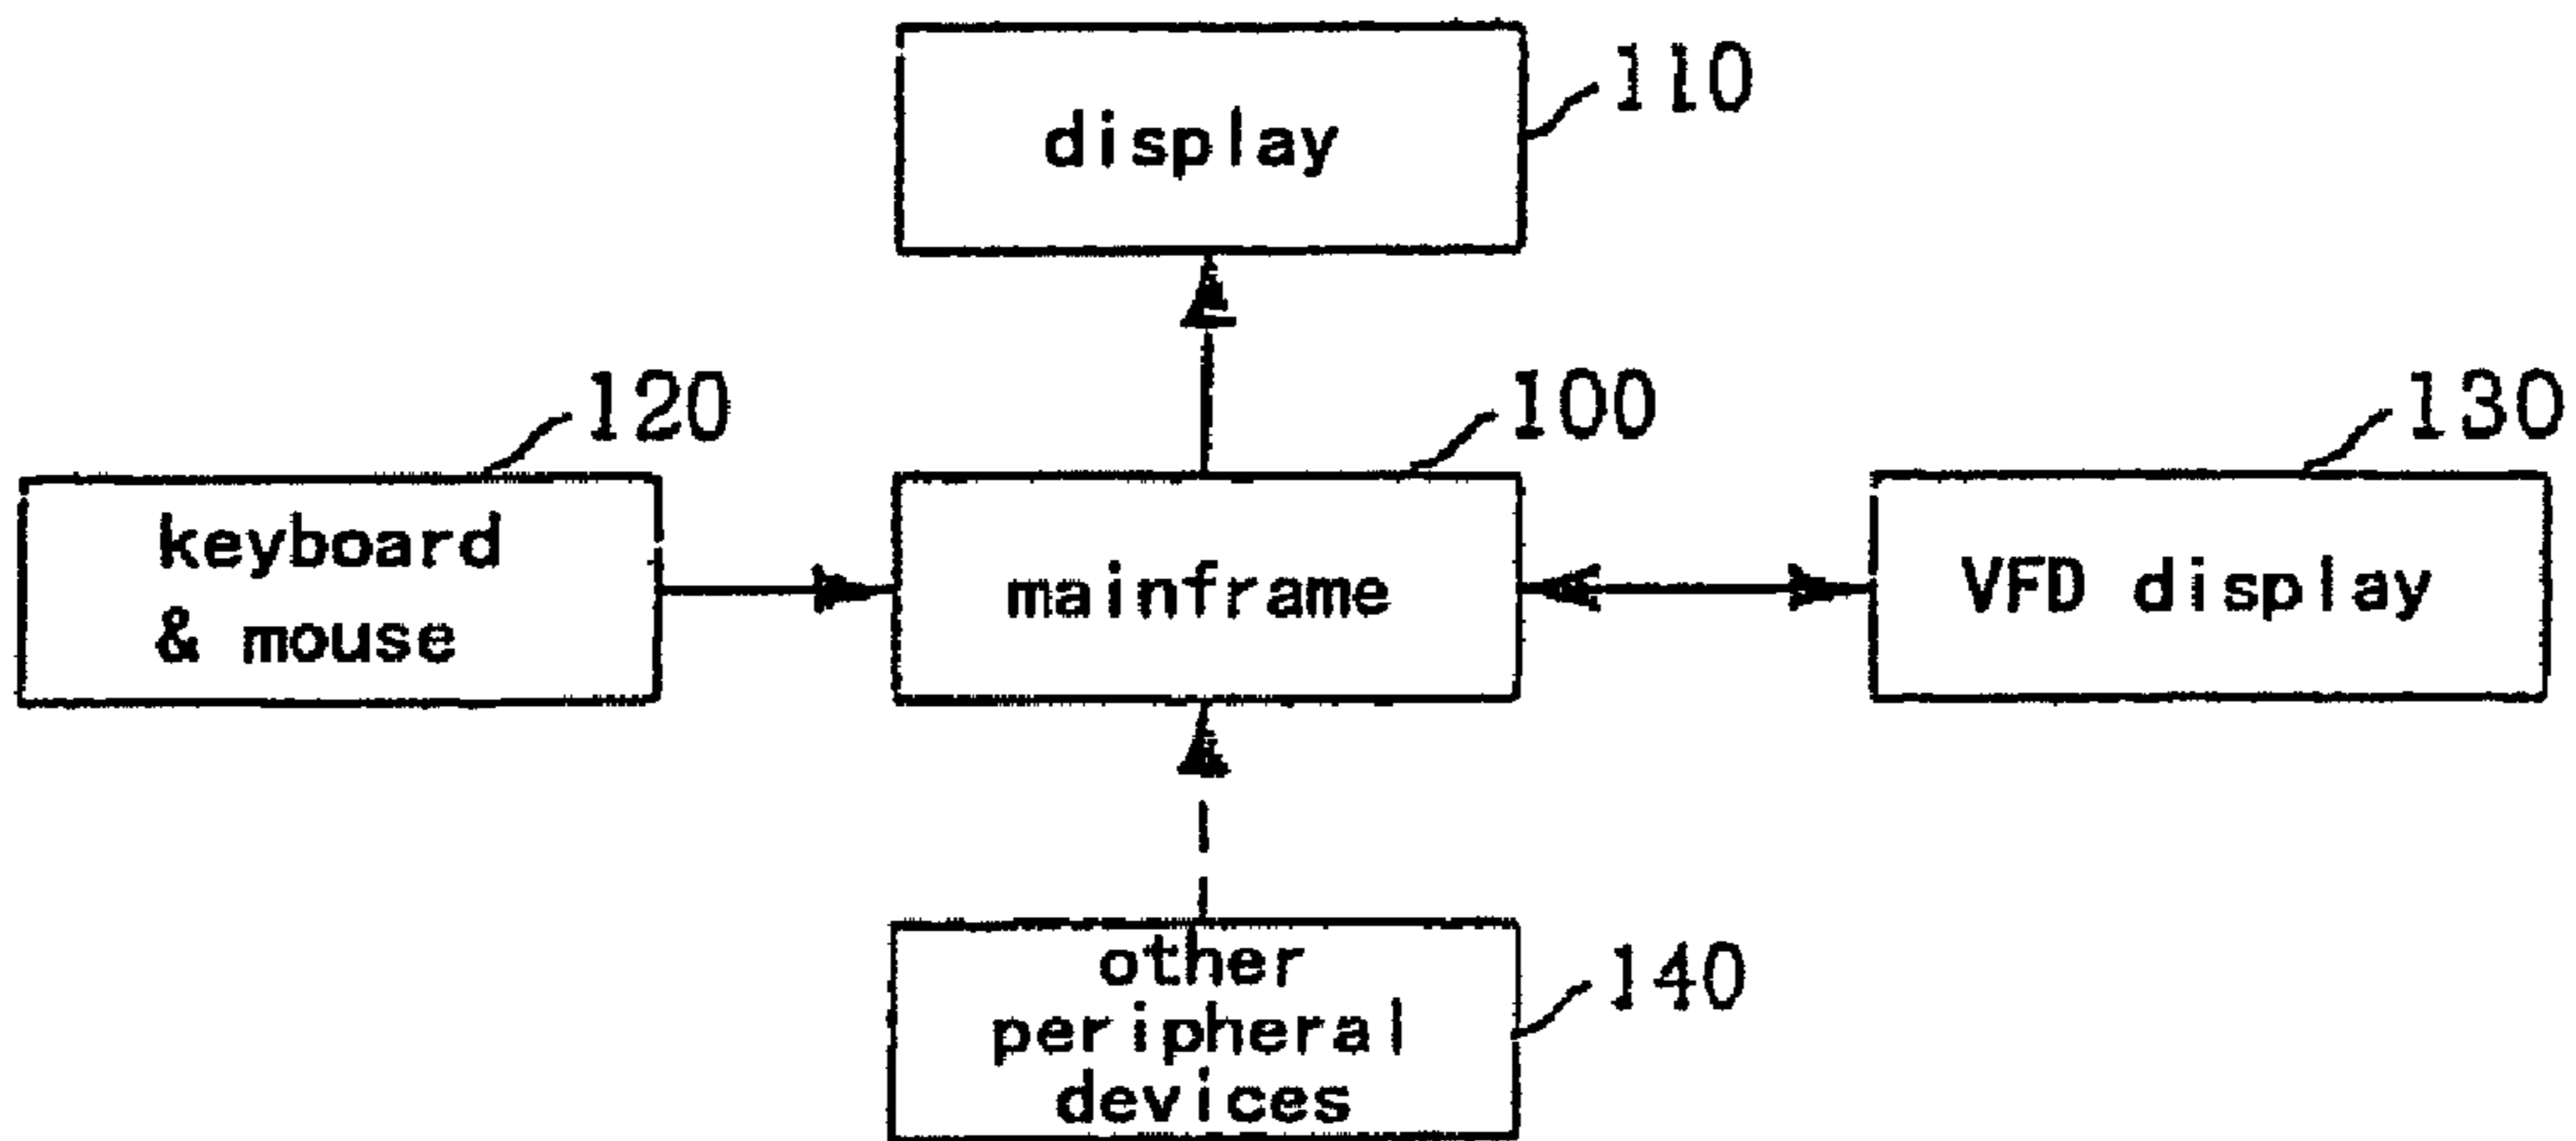 110
display
120
100
130
keyboard
& mouse
mainframe
VFD display
other
peripheral
devices
140